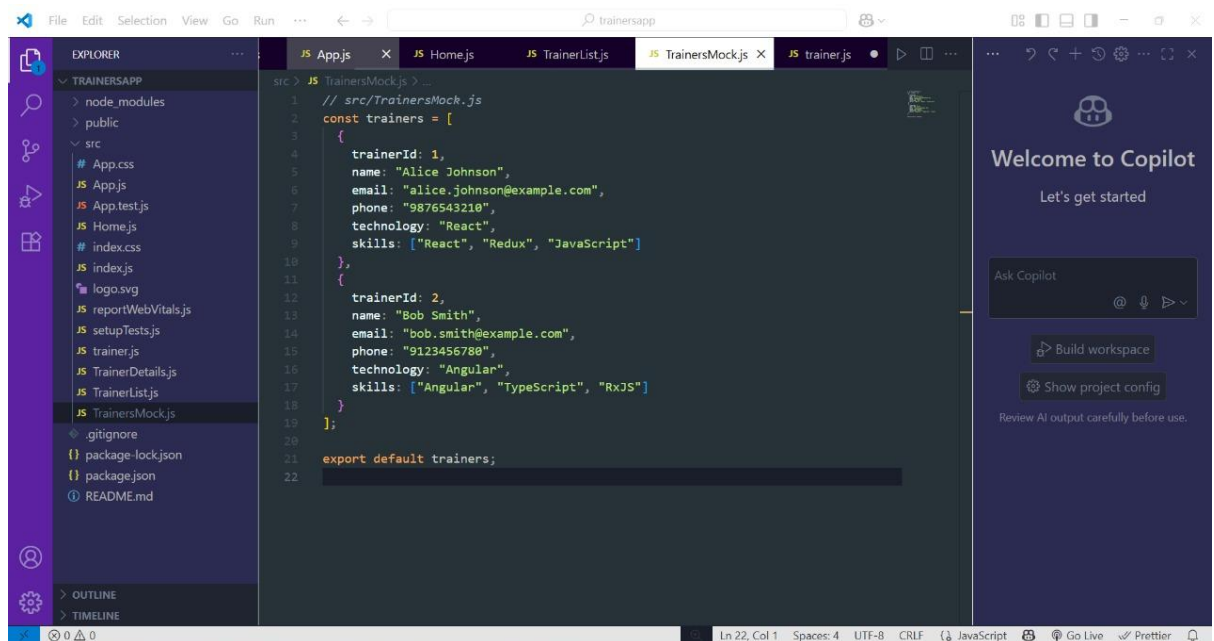 File Edit Selection View Go Run ··· trainersapp
EXPLORER ···
TRAINERSAPP
node_modules
public
src
# App.css
JS App.js
JS App.test.js
JS Home.js
# index.css
JS index.js
logo.svg
JS reportWebVitals.js
JS setupTests.js
JS trainer.js
JS TrainerDetails.js
JS TrainerList.js
JS TrainersMock.js
.gitignore
{} package-lock.json
{} package.json
README.md
OUTLINE
TIMELINE
JS App.js JS Home.js JS TrainerList.js JS TrainersMock.js JS trainer.js
src > JS TrainersMock.js > ...
1 // src/TrainersMock.js
2 const trainers = [
3 {
4 trainerId: 1,
5 name: "Alice Johnson",
6 email: "alice.johnson@example.com",
7 phone: "9876543210",
8 technology: "React",
9 skills: ["React", "Redux", "JavaScript"]
10 },
11 {
12 trainerId: 2,
13 name: "Bob Smith",
14 email: "bob.smith@example.com",
15 phone: "9123456780",
16 technology: "Angular",
17 skills: ["Angular", "TypeScript", "RxJS"]
18 }
19 ];
20
21 export default trainers;
22
Welcome to Copilot
Let's get started
Ask Copilot
@
Build workspace
Show project config
Review AI output carefully before use.
0 0 Ln 22, Col 1 Spaces: 4 UTF-8 CRLF {} JavaScript Go Live Prettier